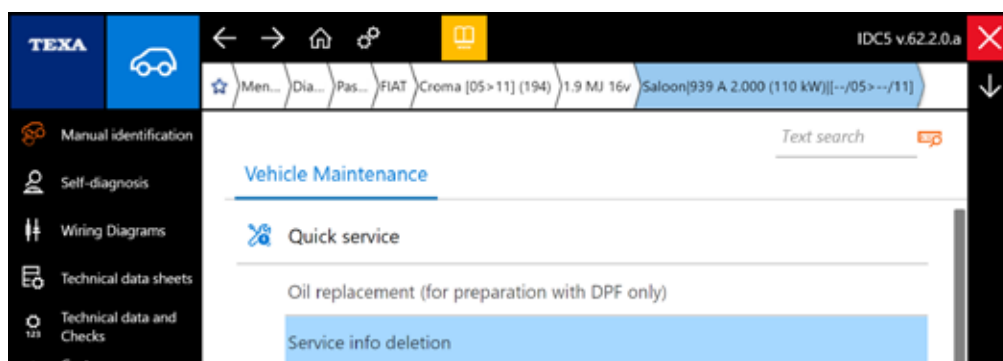 TEXA
IDC5 v.62.2.0.a
Men... Dia... Pas... FIAT Croma [05>11] (194) 1.9 MJ 16v Saloon|939 A 2.000 (110 kW)|[--/05>--/11]
Manual identification
Text search
Self-diagnosis
Vehicle Maintenance
Wiring Diagrams
Quick service
Technical data sheets
Oil replacement (for preparation with DPF only)
123
Technical data and
Checks
Service info deletion